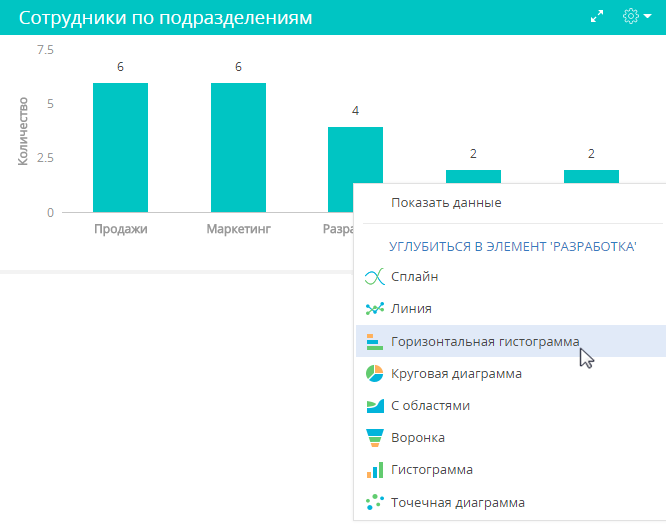 Сотрудники по подразделениям
7.5
5
2.5
0
Количество
6
6
4
2
2
Продажи
Маркетинг
Показать данные
УГЛУБИТЬСЯ В ЭЛЕМЕНТ 'РАЗРАБОТКА'
Сплайн
Линия
Горизонтальная гистограмма
Круговая диаграмма
С областями
Воронка
Гистограмма
Точечная диаграмма